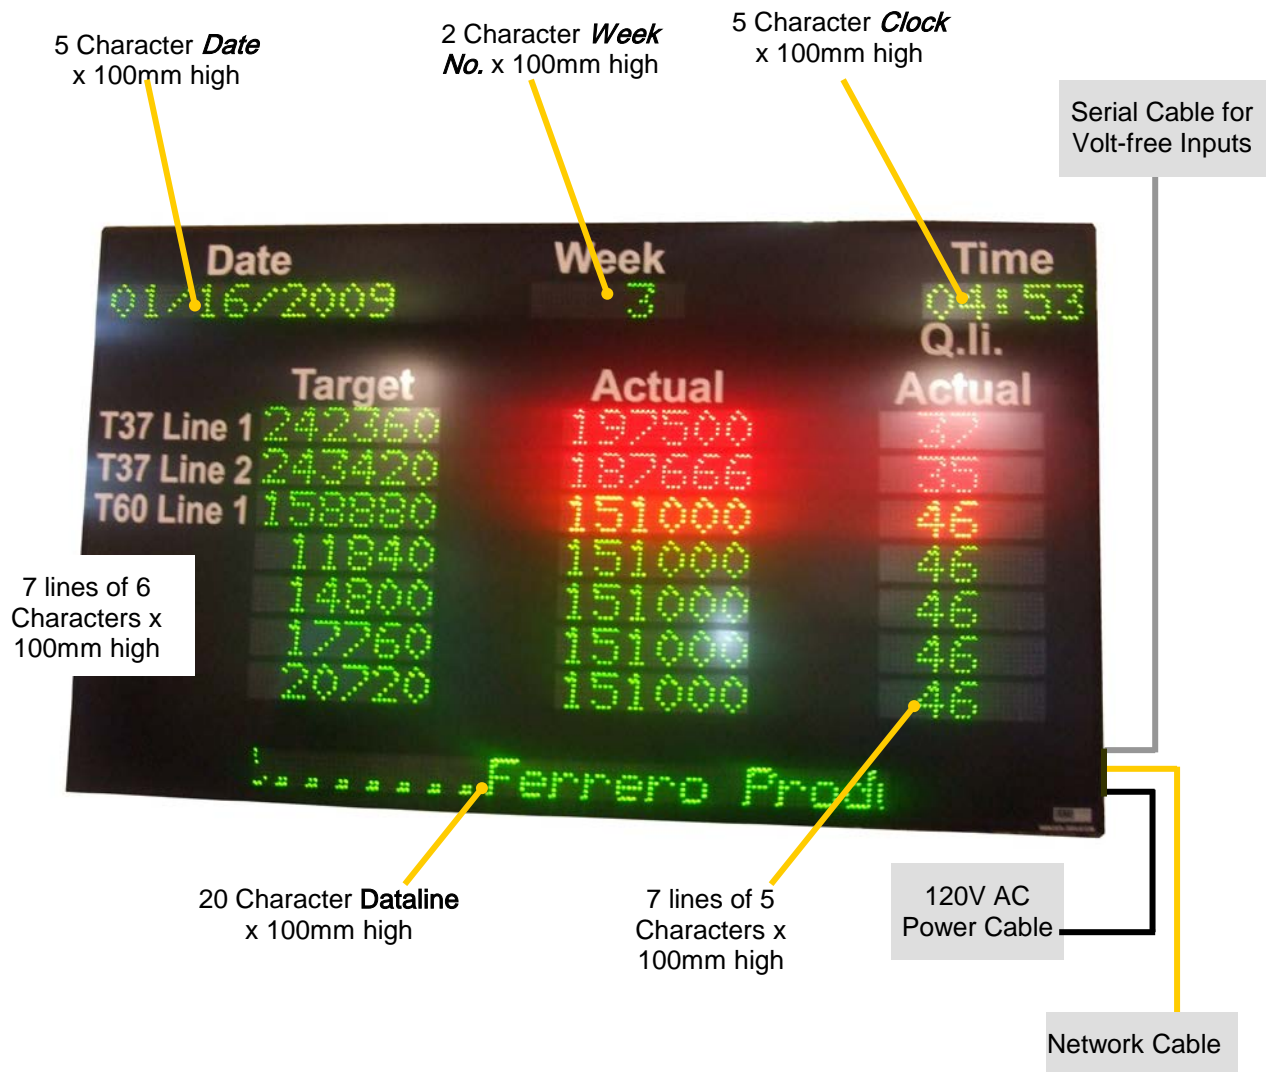 5 Character Date
x 100mm high
2 Character Week
No. x 100mm high
5 Character Clock
x 100mm high
Serial Cable for
Volt-free Inputs
Date Week Time
01/16/2009 3 04:53
Q.li.
Target Actual Actual
T37 Line 1 242360 197500 37
T37 Line 2 243420 187666 35
T60 Line 1 158880 151000 46
11840 151000 46
14800 151000 46
17760 151000 46
20720 151000 46
7 lines of 6
Characters x
100mm high
........Ferrero Prod
20 Character Dataline
x 100mm high
7 lines of 5
Characters x
100mm high
120V AC
Power Cable
Network Cable